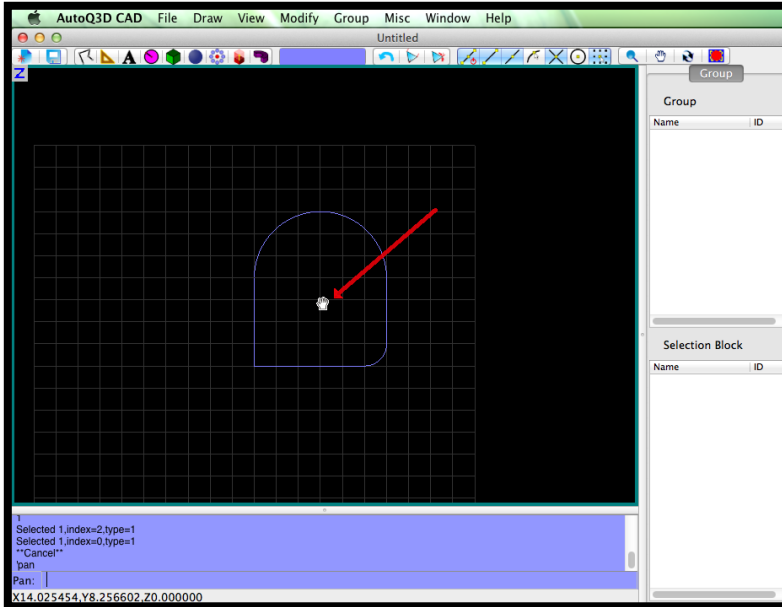 AutoQ3D CAD File Draw View Modify Group Misc Window Help
Untitled
A
Z
Group
Group
Name ID
Selection Block
Name ID
1
Selected 1,index=2,type=1
Selected 1,index=0,type=1
**Cancel**
'pan
Pan:
X14.025454,Y8.256602,Z0.000000